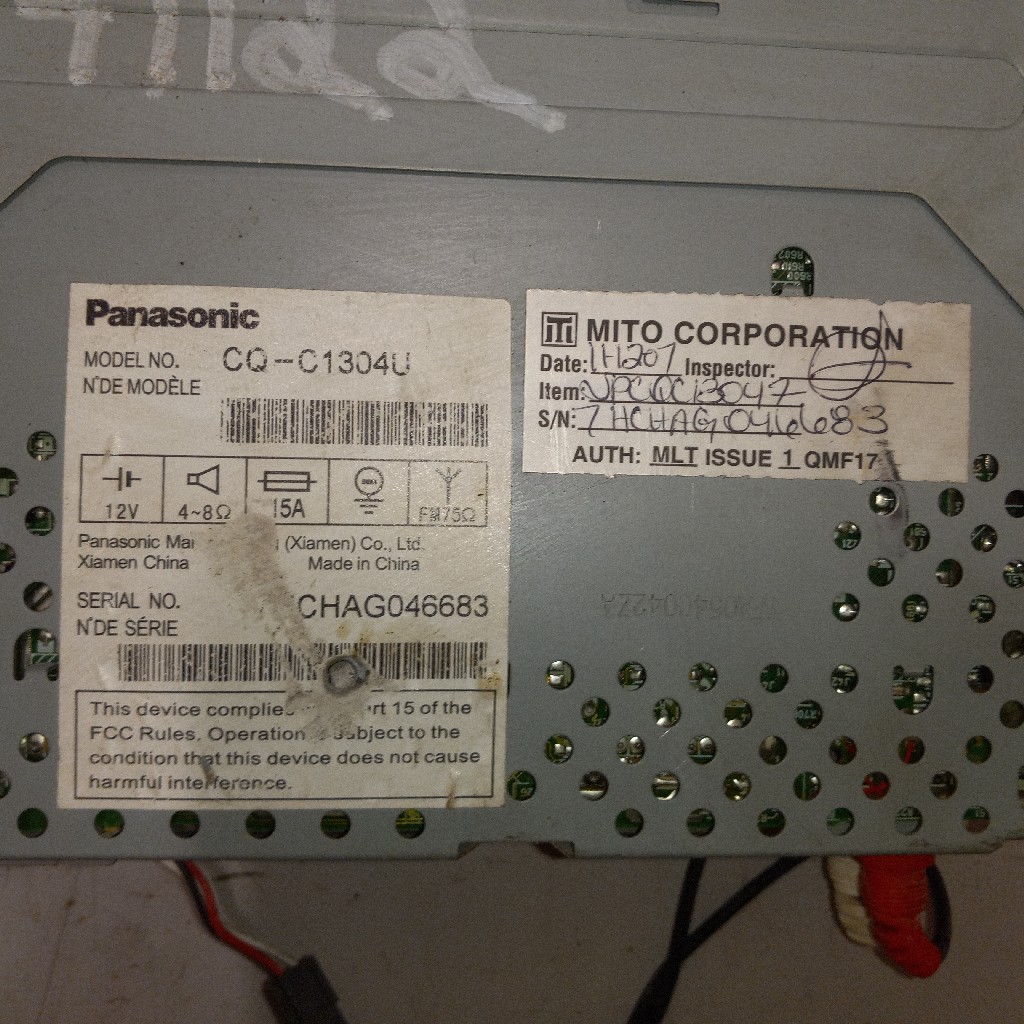 Panasonic
MODEL NO. CQ-C1304U
N° DE MODÈLE
12V 4~8Ω 15A FM75Ω
Panasonic (Xiamen) Co., Ltd.
Xiamen China Made in China
SERIAL NO. CHAG046683
N° DE SÉRIE
This device complies 15 of the
FCC Rules. Operation subject to the
condition that this device does not cause
harmful interference.
MITO CORPORATION
Date: Inspector:
Item:
S/N: 7HCHAG046683
AUTH: MLT ISSUE 1 QMF17